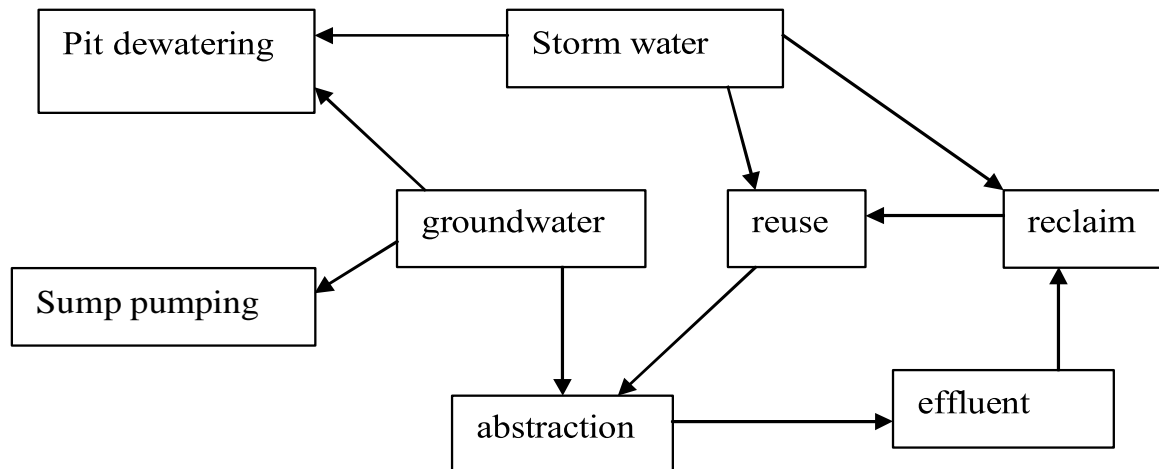 Pit dewatering
Storm water
groundwater
reuse
reclaim
Sump pumping
abstraction
effluent